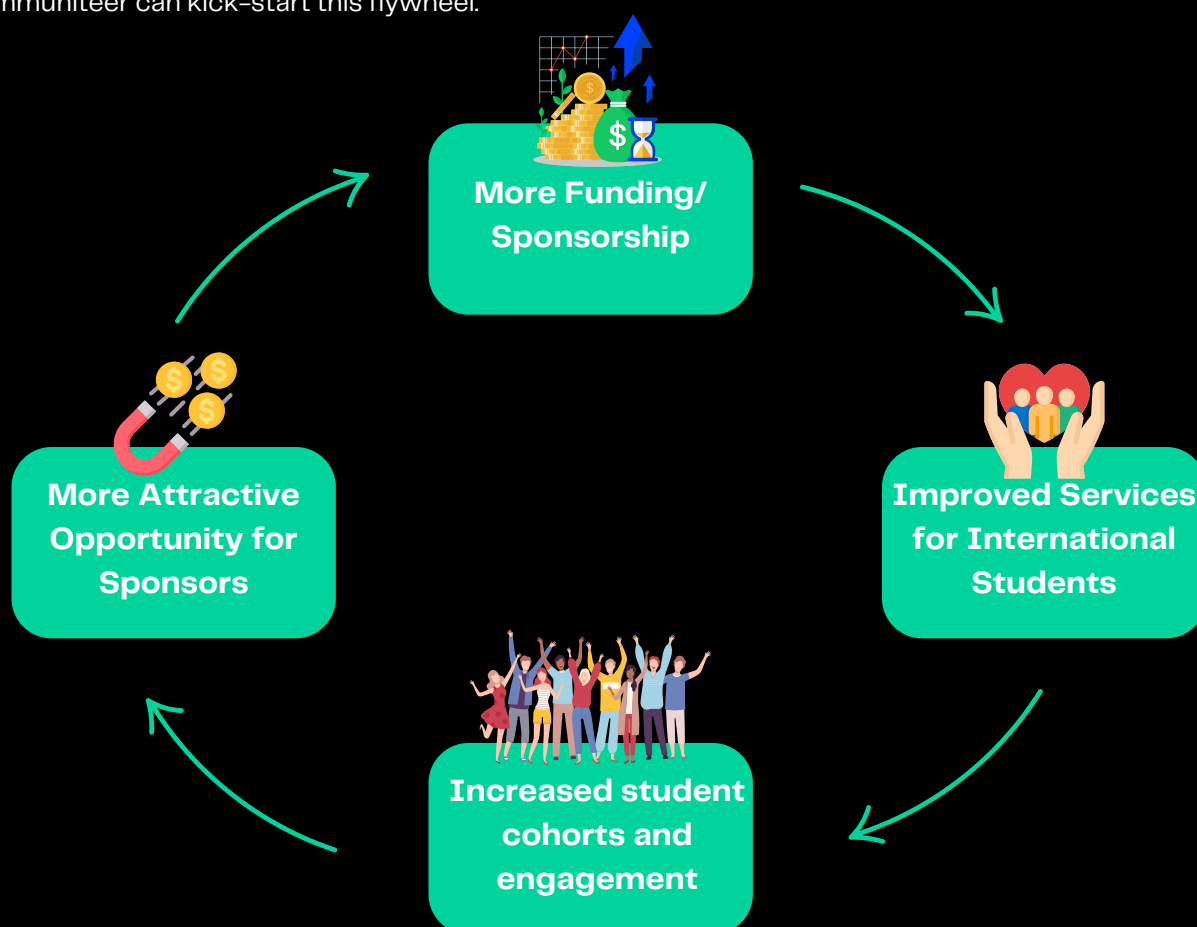 mmuniteer can kick-start this flywheel.
More Funding/
Sponsorship
More Attractive
Opportunity for
Sponsors
Improved Services
for International
Students
Increased student
cohorts and
engagement